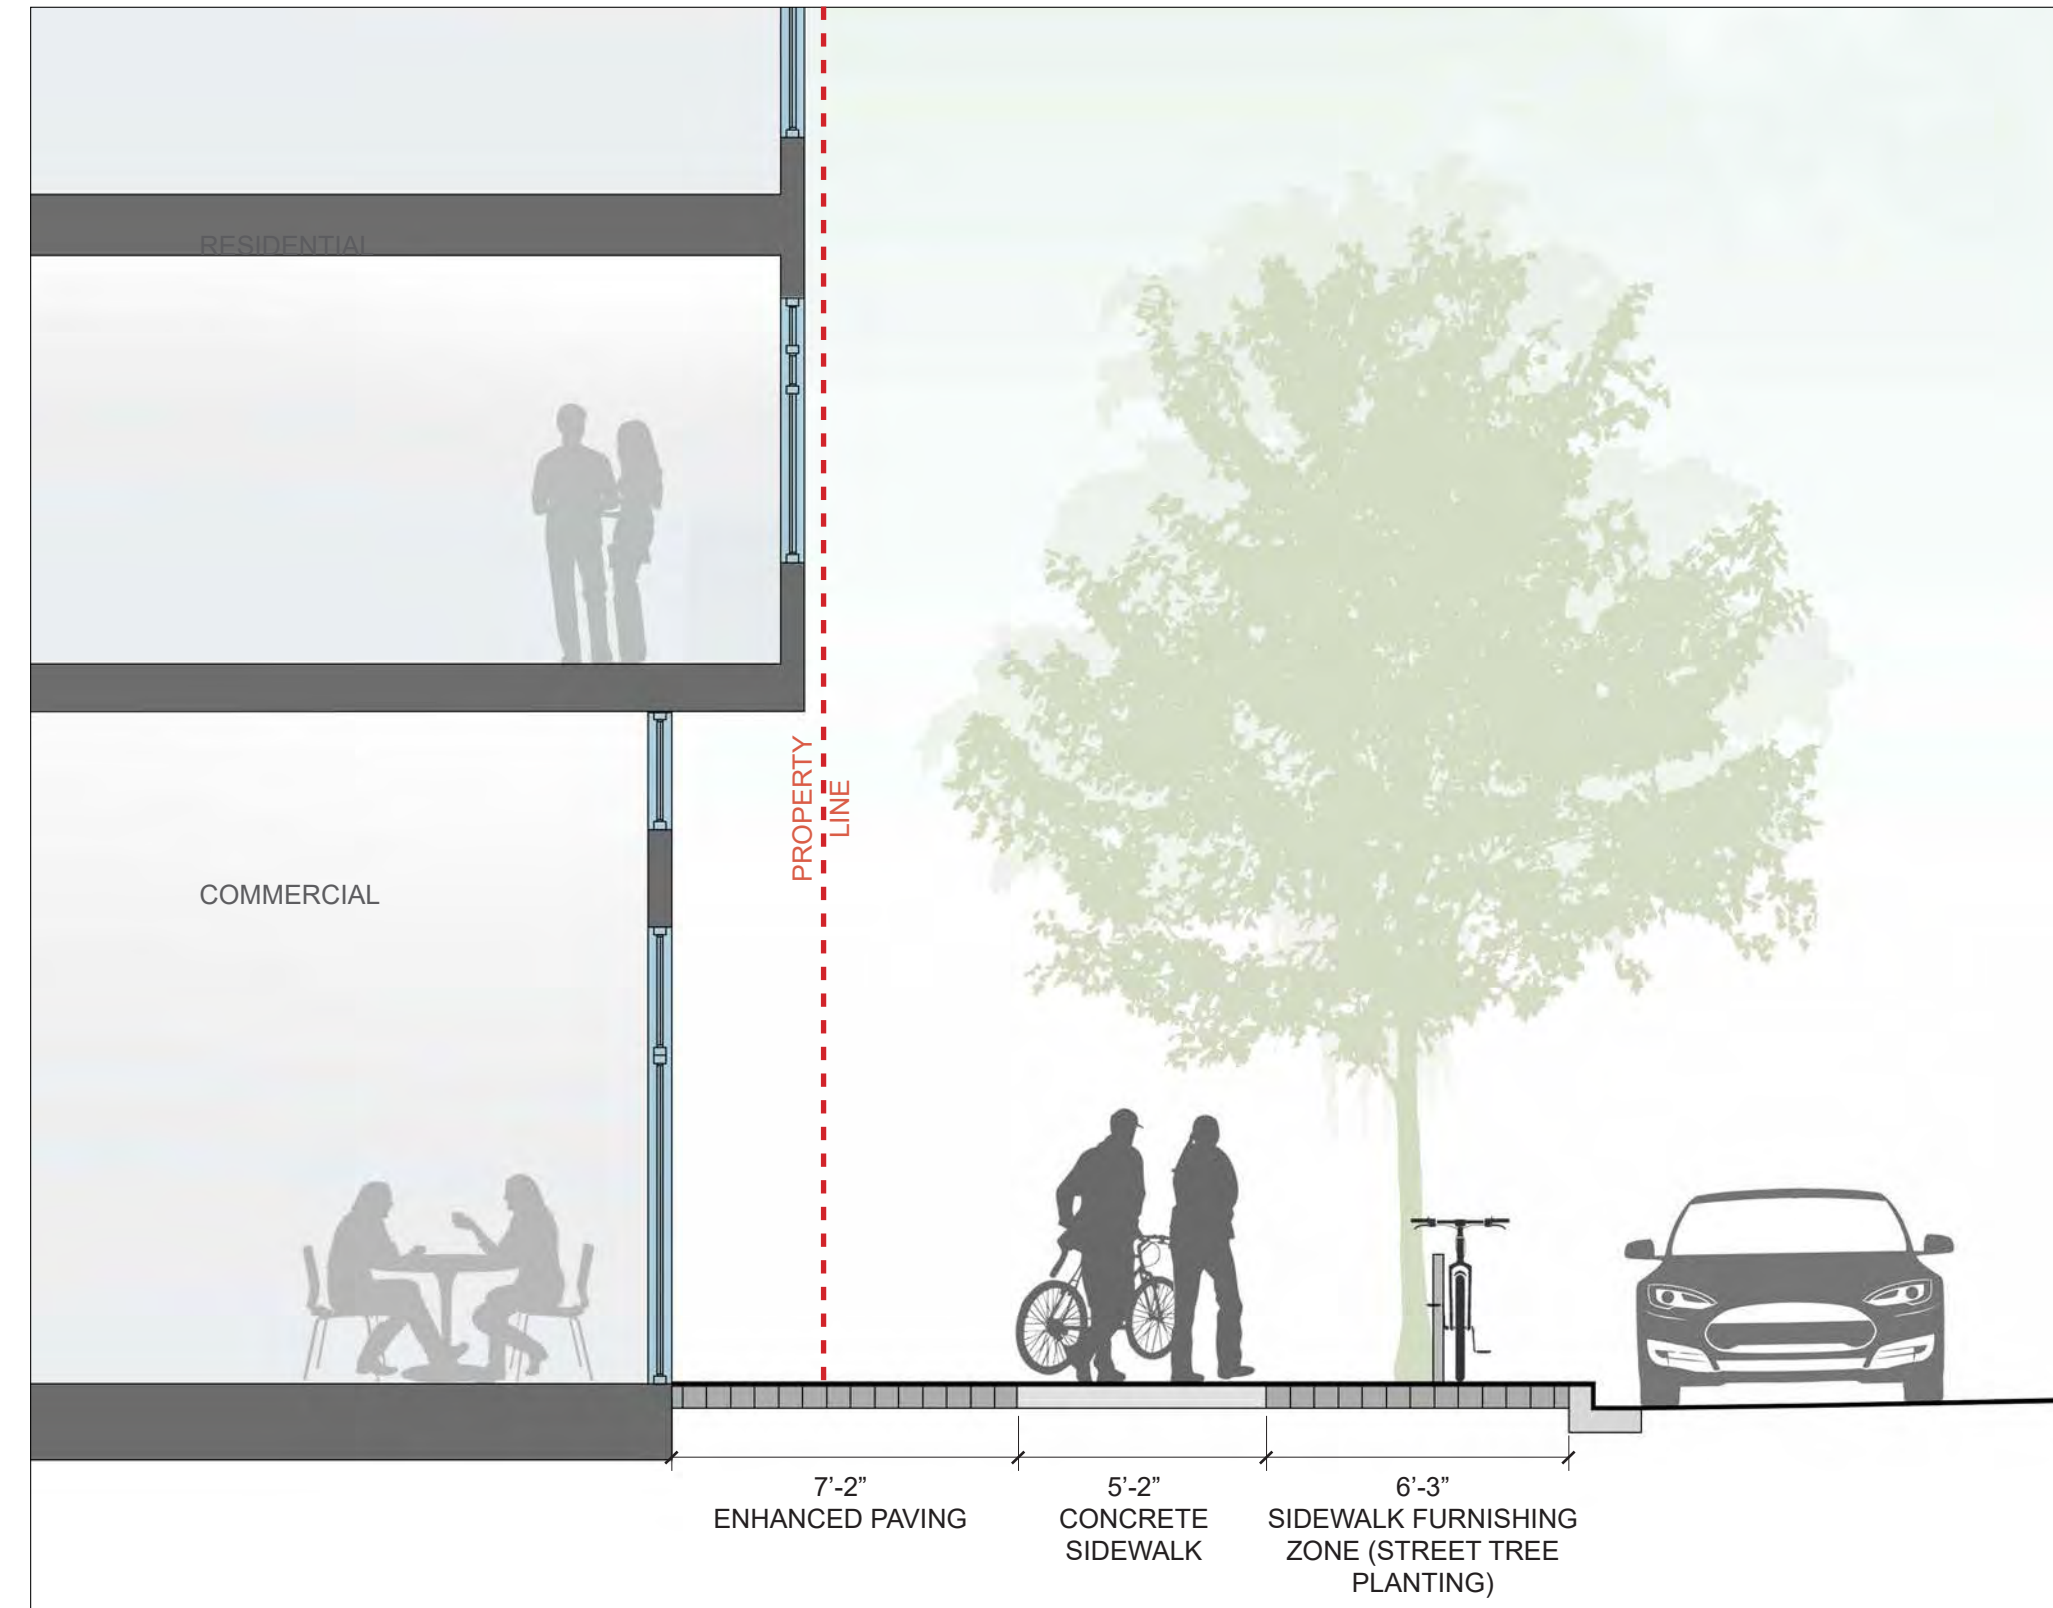 RESIDENTIAL
PROPERTY
LINE
COMMERCIAL
7’-2”
ENHANCED PAVING
5’-2”
CONCRETE
SIDEWALK
6’-3”
SIDEWALK FURNISHING
ZONE (STREET TREE
PLANTING)